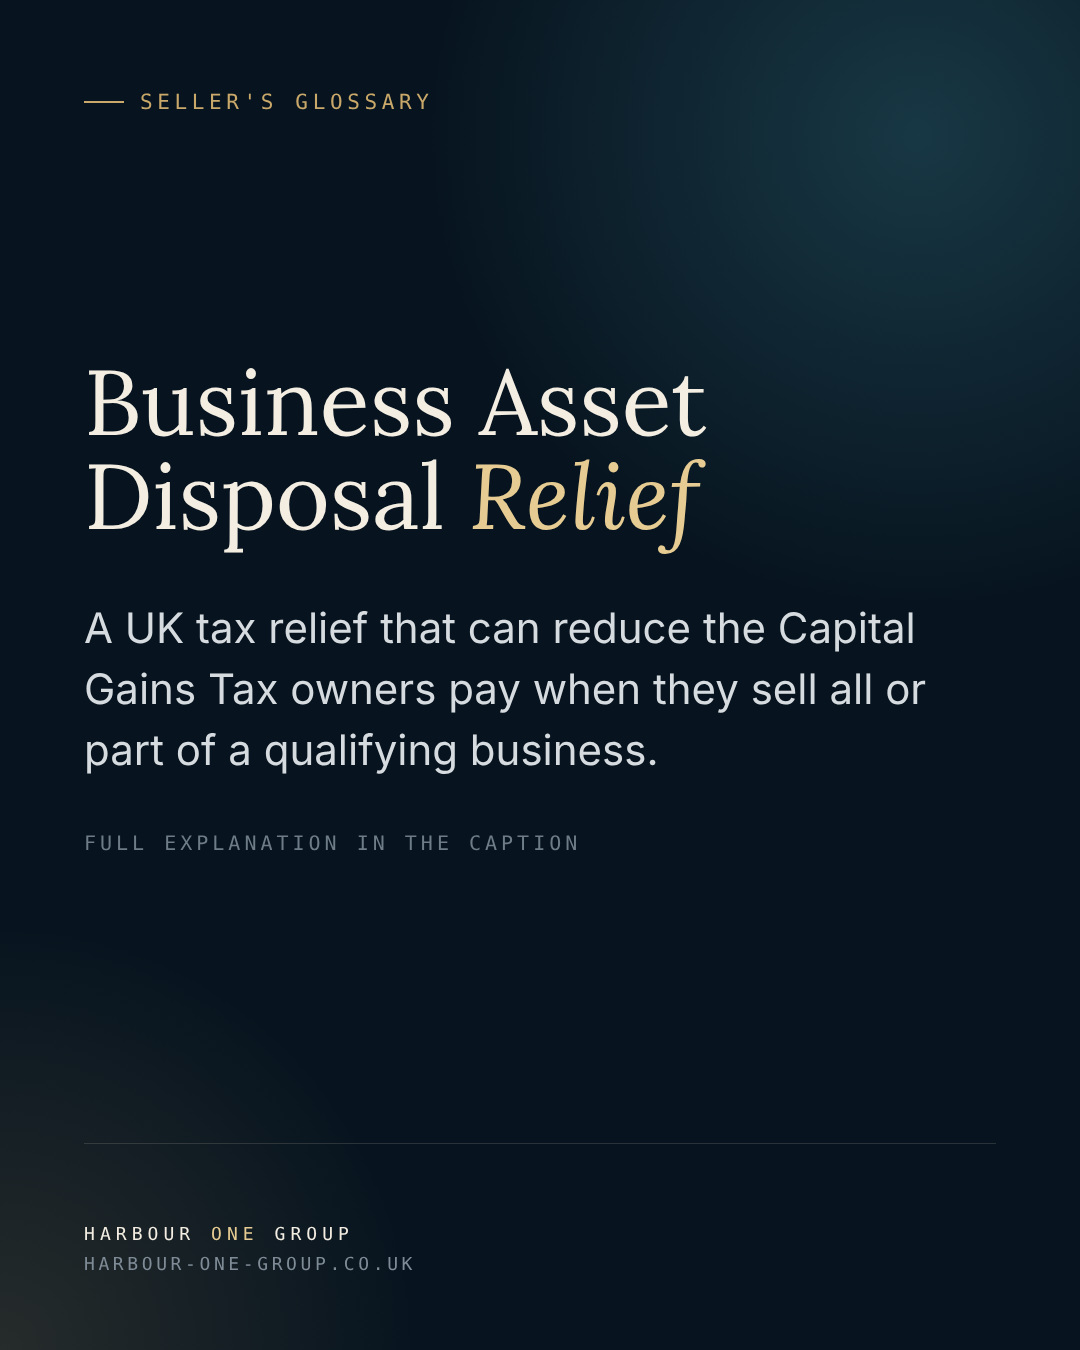 SELLER'S GLOSSARY
Business Asset
Disposal Relief
A UK tax relief that can reduce the Capital
Gains Tax owners pay when they sell all or
part of a qualifying business.
FULL EXPLANATION IN THE CAPTION
HARBOUR ONE GROUP
HARBOUR-ONE-GROUP.CO.UK